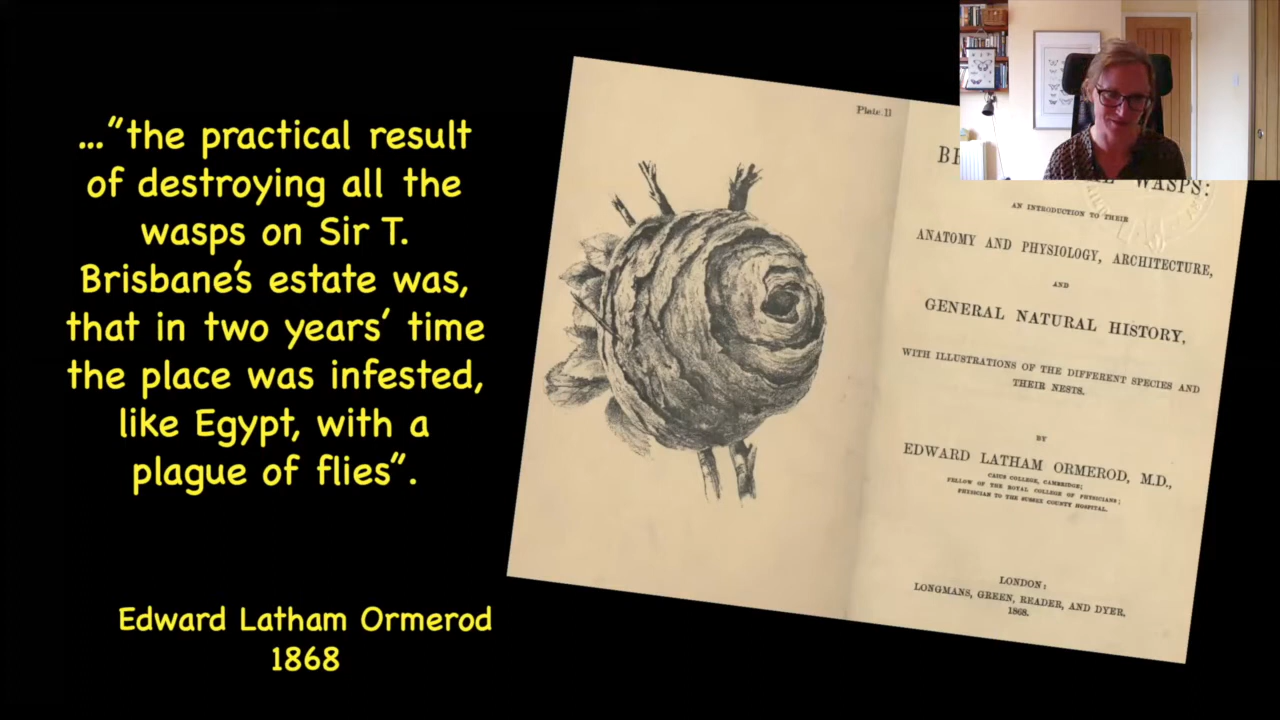 …"the practical result
of destroying all the
wasps on Sir T.
Brisbane's estate was,
that in two years' time
the place was infested,
like Egypt, with a
plague of flies".
Edward Latham Ormerod
1868
Plate. II
WASPS:
AN INTRODUCTION TO THEIR
ANATOMY AND PHYSIOLOGY, ARCHITECTURE,
AND
GENERAL NATURAL HISTORY,
WITH ILLUSTRATIONS OF THE DIFFERENT SPECIES AND
THEIR NESTS.
BY
EDWARD LATHAM ORMEROD, M.D.,
CAIUS COLLEGE, CAMBRIDGE;
FELLOW OF THE ROYAL COLLEGE OF PHYSICIANS;
PHYSICIAN TO THE SUSSEX COUNTY HOSPITAL.
LONDON:
LONGMANS, GREEN, READER, AND DYER.
1868.